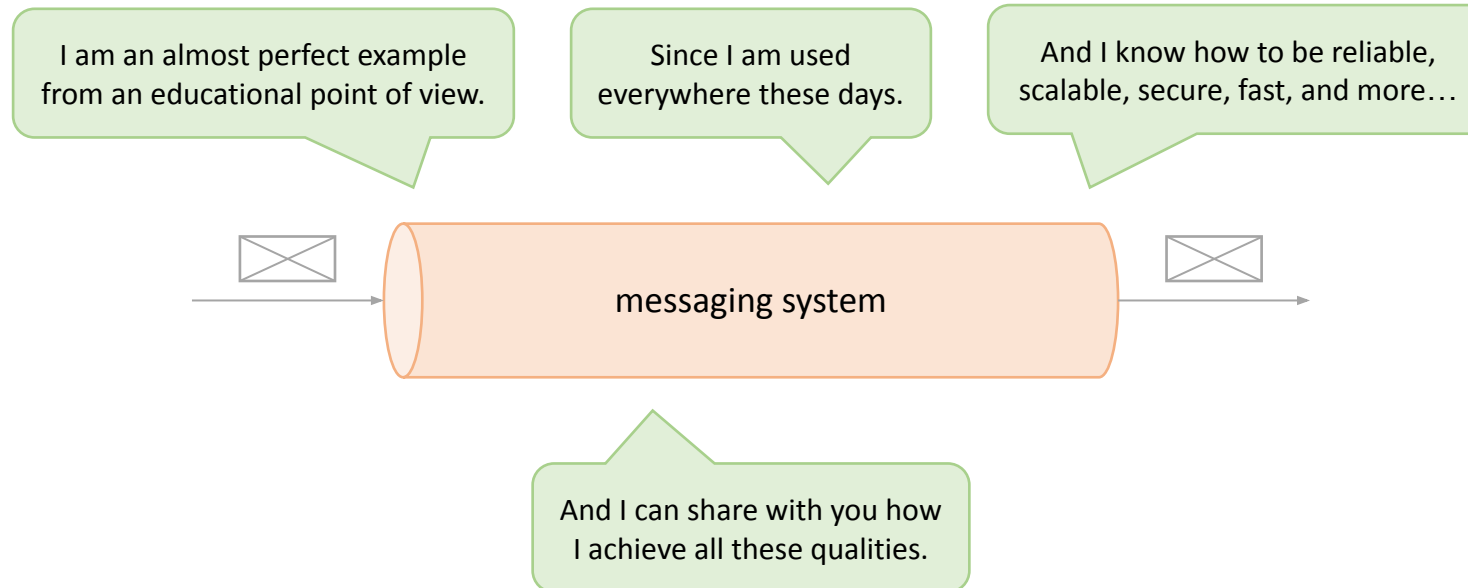 I am an almost perfect example
from an educational point of view.
Since I am used
everywhere these days.
And I know how to be reliable,
scalable, secure, fast, and more…
messaging system
And I can share with you how
I achieve all these qualities.